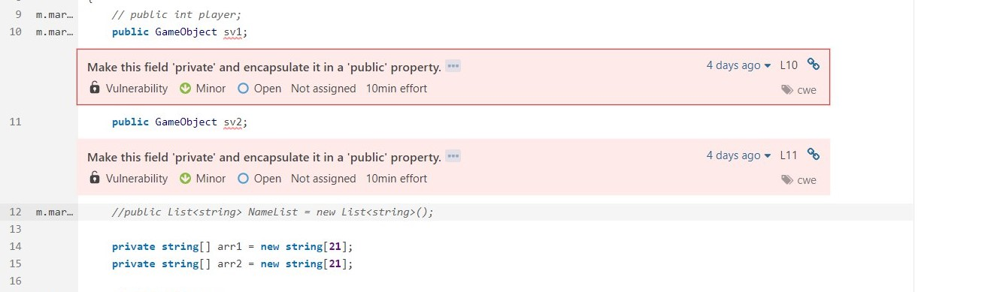 9 m.mar… // public int player;
10 m.mar… public GameObject sv1;
Make this field 'private' and encapsulate it in a 'public' property. ••• 4 days ago L10
Vulnerability Minor Open Not assigned 10min effort cwe
11 public GameObject sv2;
Make this field 'private' and encapsulate it in a 'public' property. ••• 4 days ago L11
Vulnerability Minor Open Not assigned 10min effort cwe
12 m.mar… //public List<string> NameList = new List<string>();
13
14 private string[] arr1 = new string[21];
15 private string[] arr2 = new string[21];
16